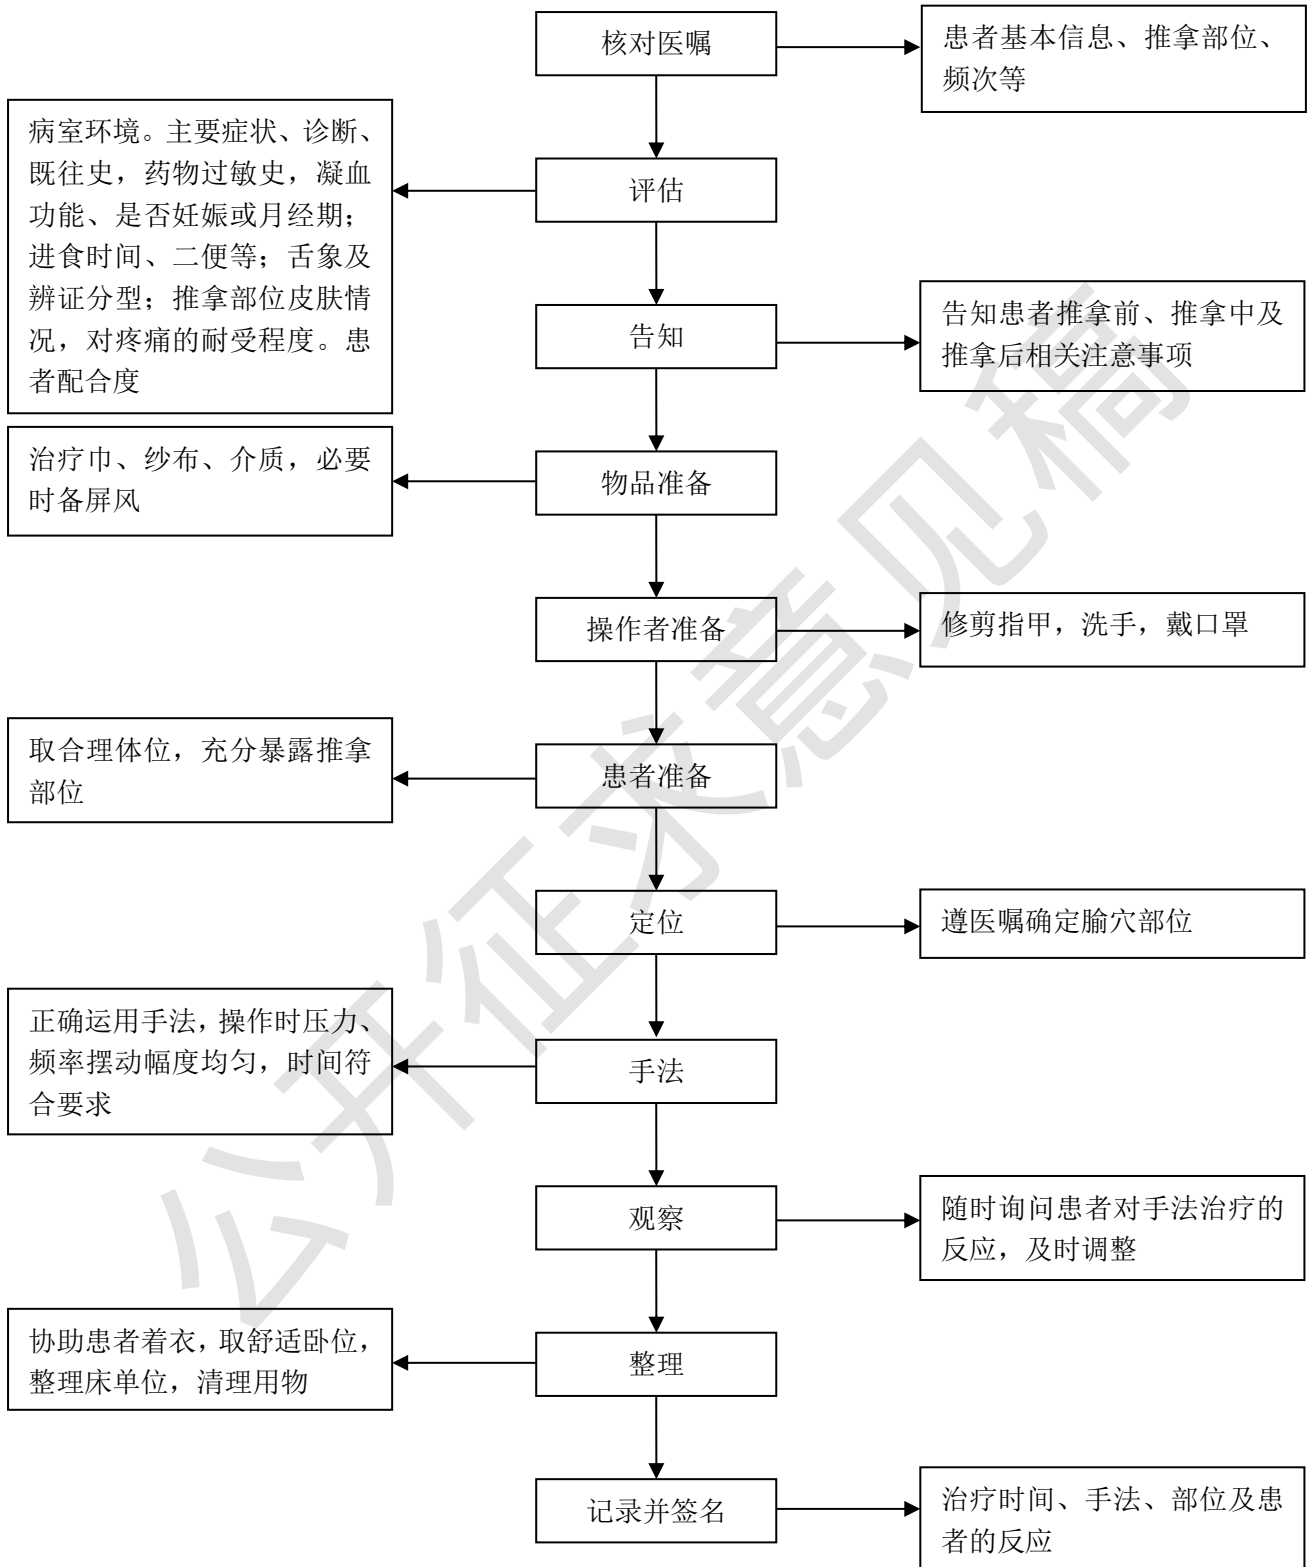 核对医嘱
患者基本信息、推拿部位、
频次等
病室环境。主要症状、诊断、
既往史，药物过敏史，凝血
功能、是否妊娠或月经期；
进食时间、二便等；舌象及
辨证分型；推拿部位皮肤情
况，对疼痛的耐受程度。患
者配合度
评估
告知
告知患者推拿前、推拿中及
推拿后相关注意事项
治疗巾、纱布、介质，必要
时备屏风
物品准备
操作者准备
修剪指甲，洗手，戴口罩
取合理体位，充分暴露推拿
部位
患者准备
定位
遵医嘱确定腧穴部位
正确运用手法，操作时压力、
频率摆动幅度均匀，时间符
合要求
手法
观察
随时询问患者对手法治疗的
反应，及时调整
协助患者着衣，取舒适卧位，
整理床单位，清理用物
整理
记录并签名
治疗时间、手法、部位及患
者的反应
公开征求意见稿